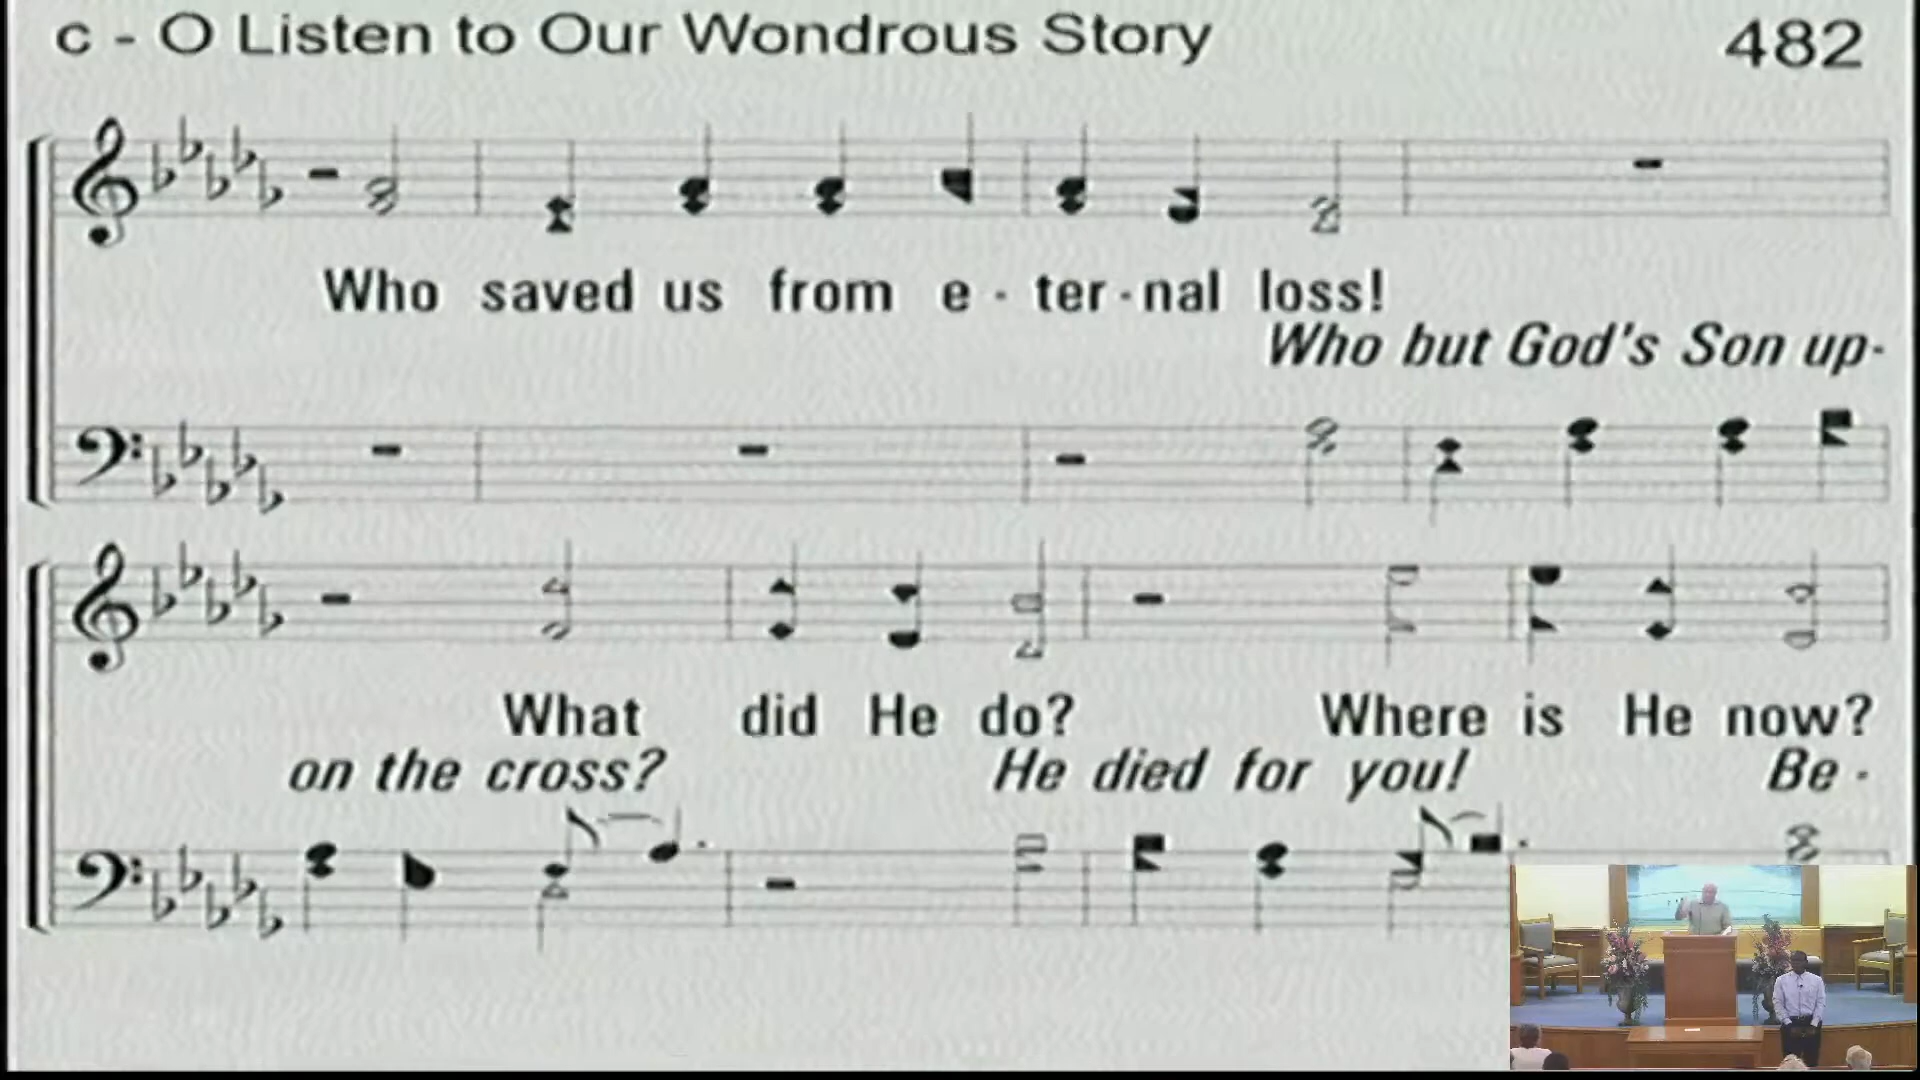 c - O Listen to Our Wondrous Story 482
Who saved us from e - ter - nal loss!
Who but God's Son up-
What did He do? Where is He now?
on the cross? He died for you! Be -